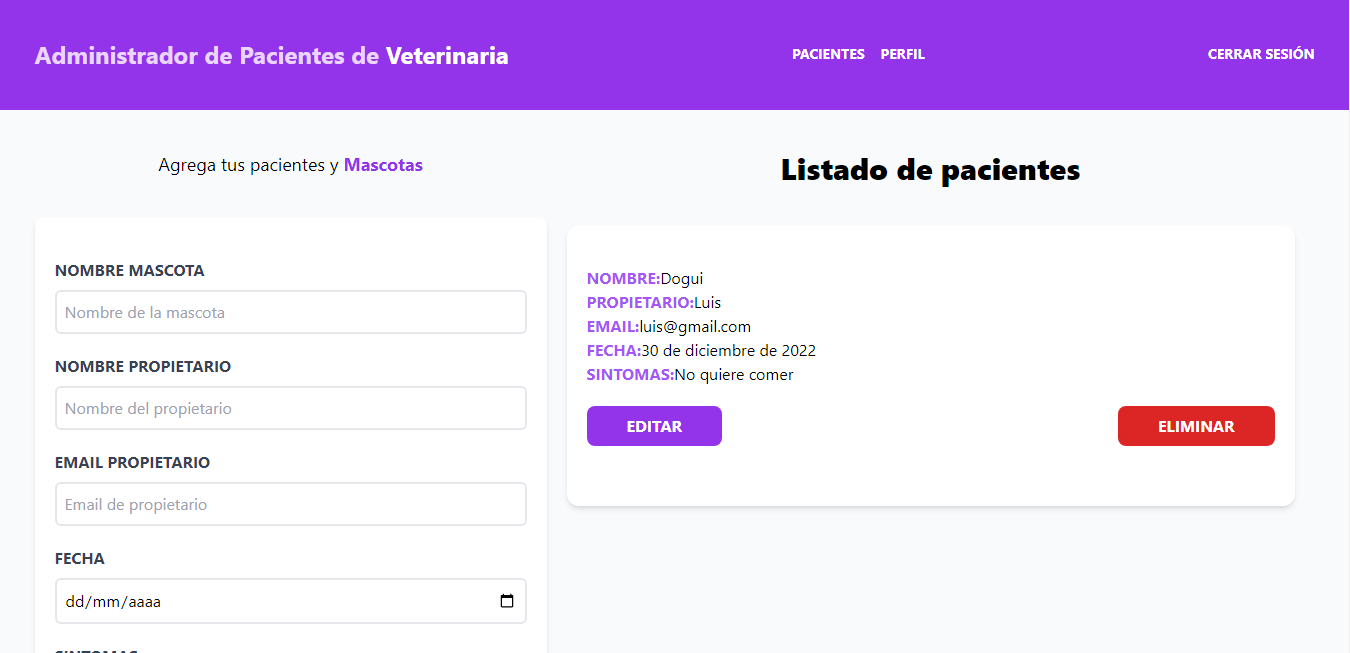 Administrador de Pacientes de Veterinaria
PACIENTES PERFIL
CERRAR SESIÓN
Agrega tus pacientes y Mascotas
NOMBRE MASCOTA
Nombre de la mascota
NOMBRE PROPIETARIO
Nombre del propietario
EMAIL PROPIETARIO
Email de propietario
FECHA
dd/mm/aaaa
SINTOMAS
Listado de pacientes
NOMBRE:Dogui
PROPIETARIO:Luis
EMAIL:luis@gmail.com
FECHA:30 de diciembre de 2022
SINTOMAS:No quiere comer
EDITAR
ELIMINAR